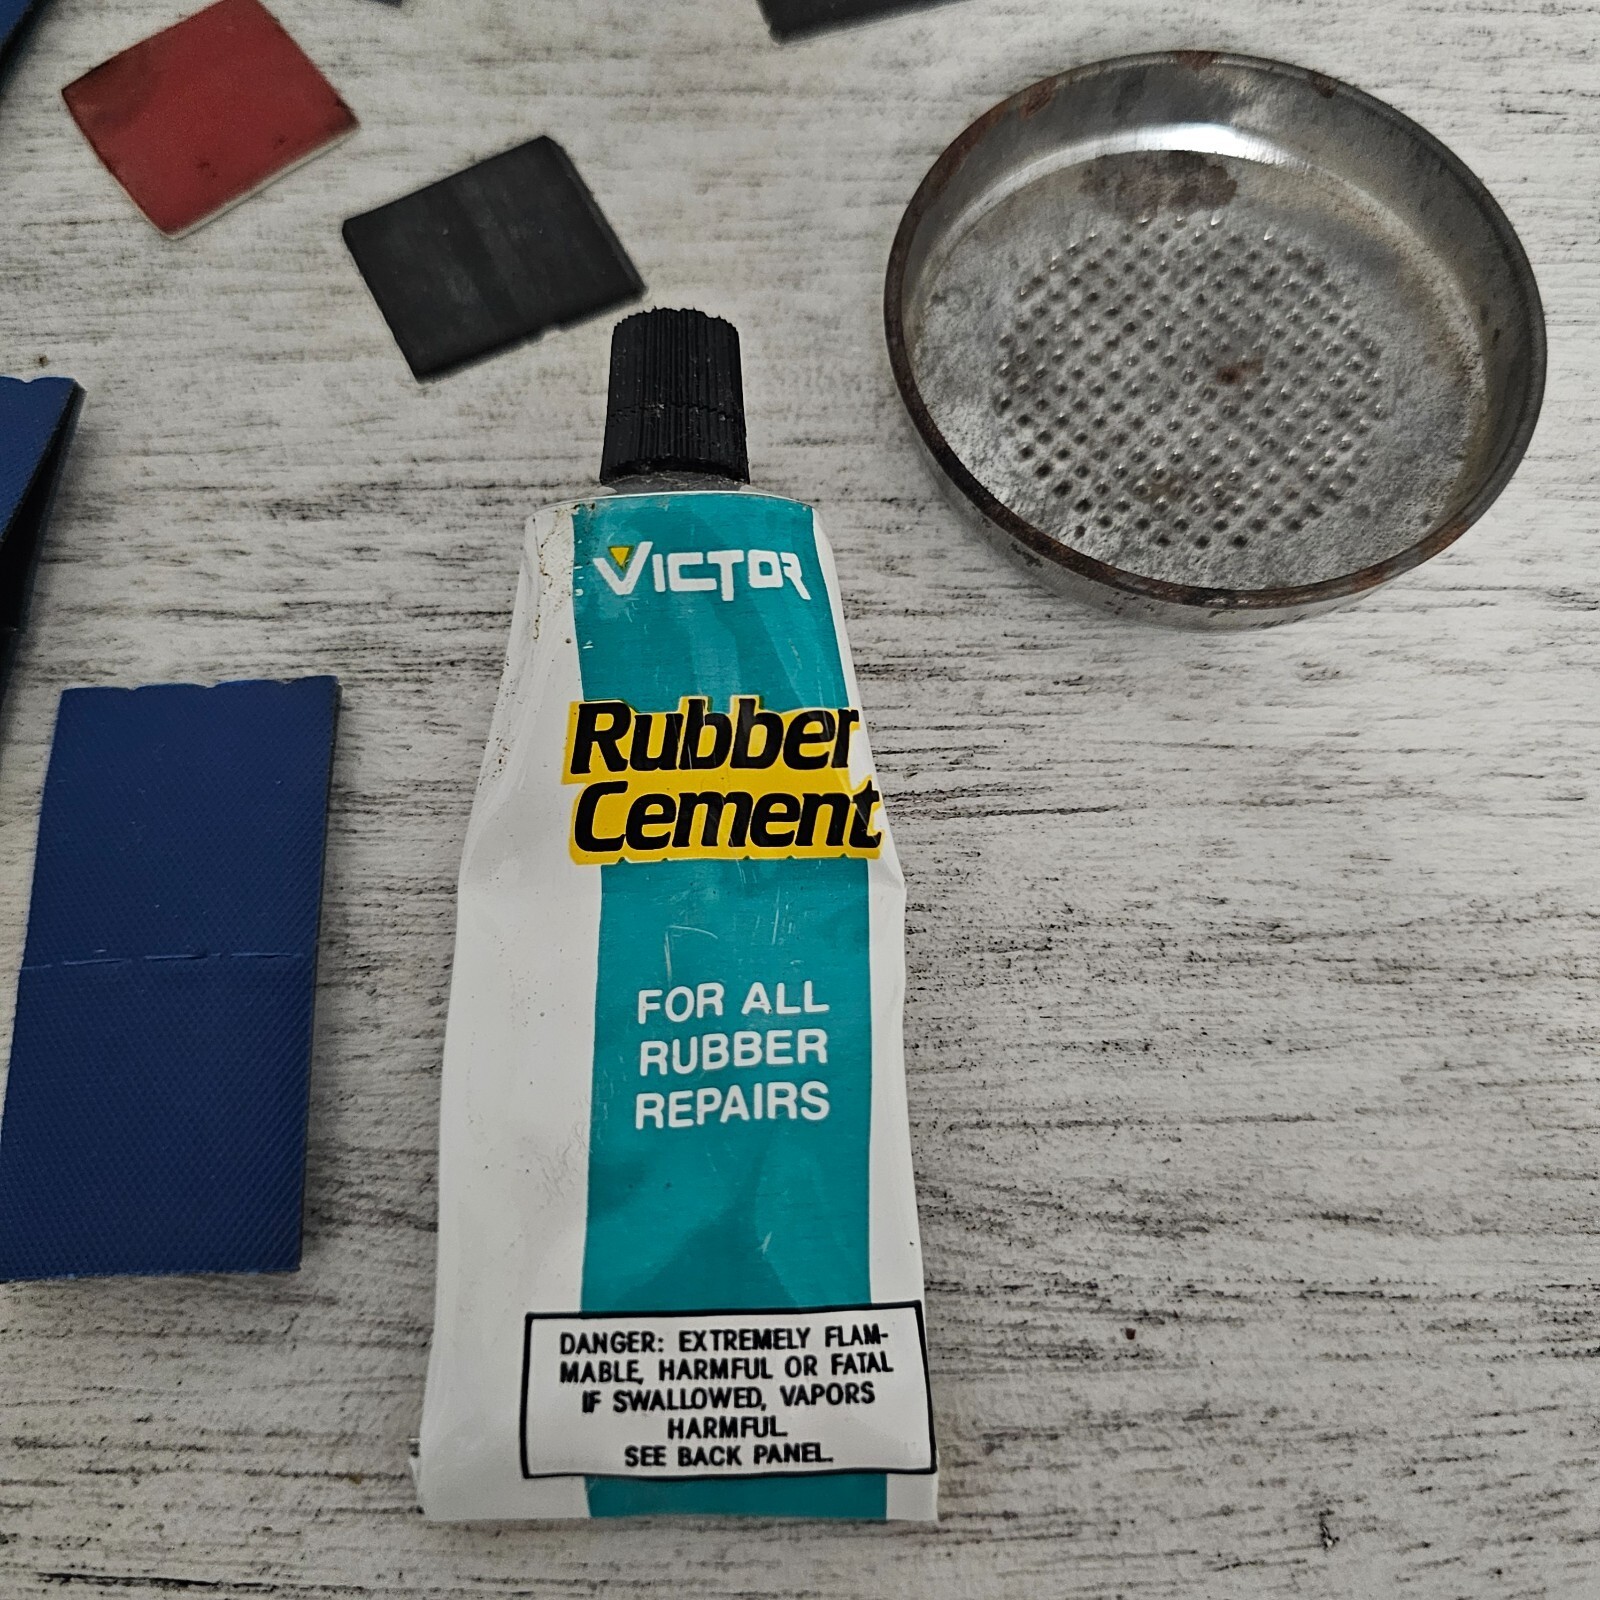 VICTOR
Rubber
Cement
FOR ALL
RUBBER
REPAIRS
DANGER: EXTREMELY FLAM-
MABLE, HARMFUL OR FATAL
IF SWALLOWED, VAPORS
HARMFUL.
SEE BACK PANEL.